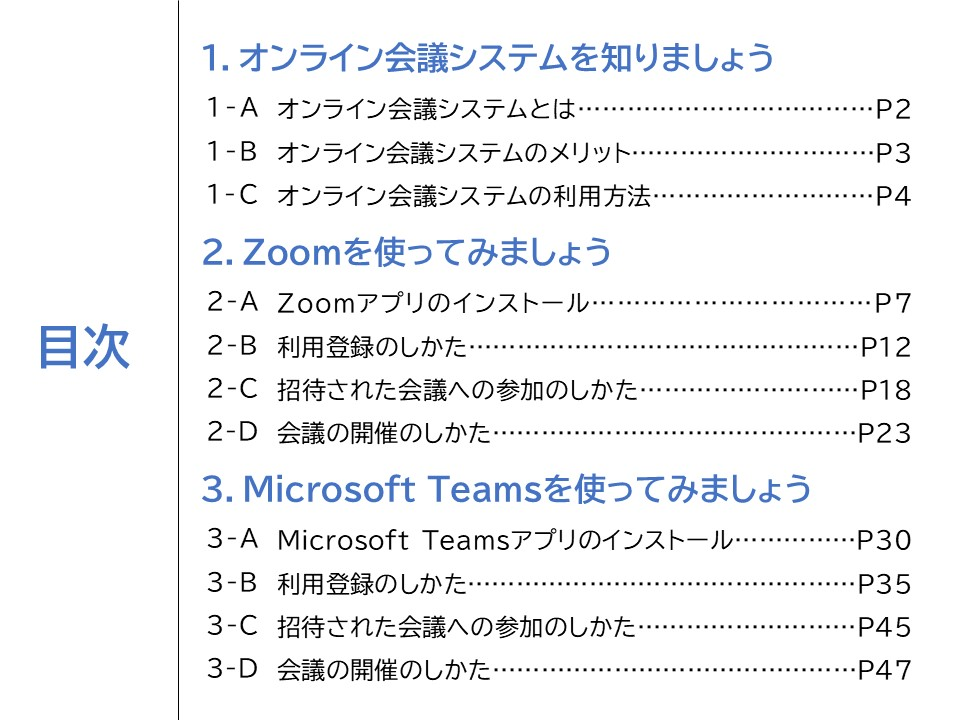 目次
1. オンライン会議システムを知りましょう
1-A オンライン会議システムとは………………………………P2
1-B オンライン会議システムのメリット…………………………P3
1-C オンライン会議システムの利用方法………………………P4
2. Zoomを使ってみましょう
2-A Zoomアプリのインストール……………………………P7
2-B 利用登録のしかた…………………………………………P12
2-C 招待された会議への参加のしかた………………………P18
2-D 会議の開催のしかた………………………………………P23
3. Microsoft Teamsを使ってみましょう
3-A Microsoft Teamsアプリのインストール……………P30
3-B 利用登録のしかた…………………………………………P35
3-C 招待された会議への参加のしかた………………………P45
3-D 会議の開催のしかた………………………………………P47